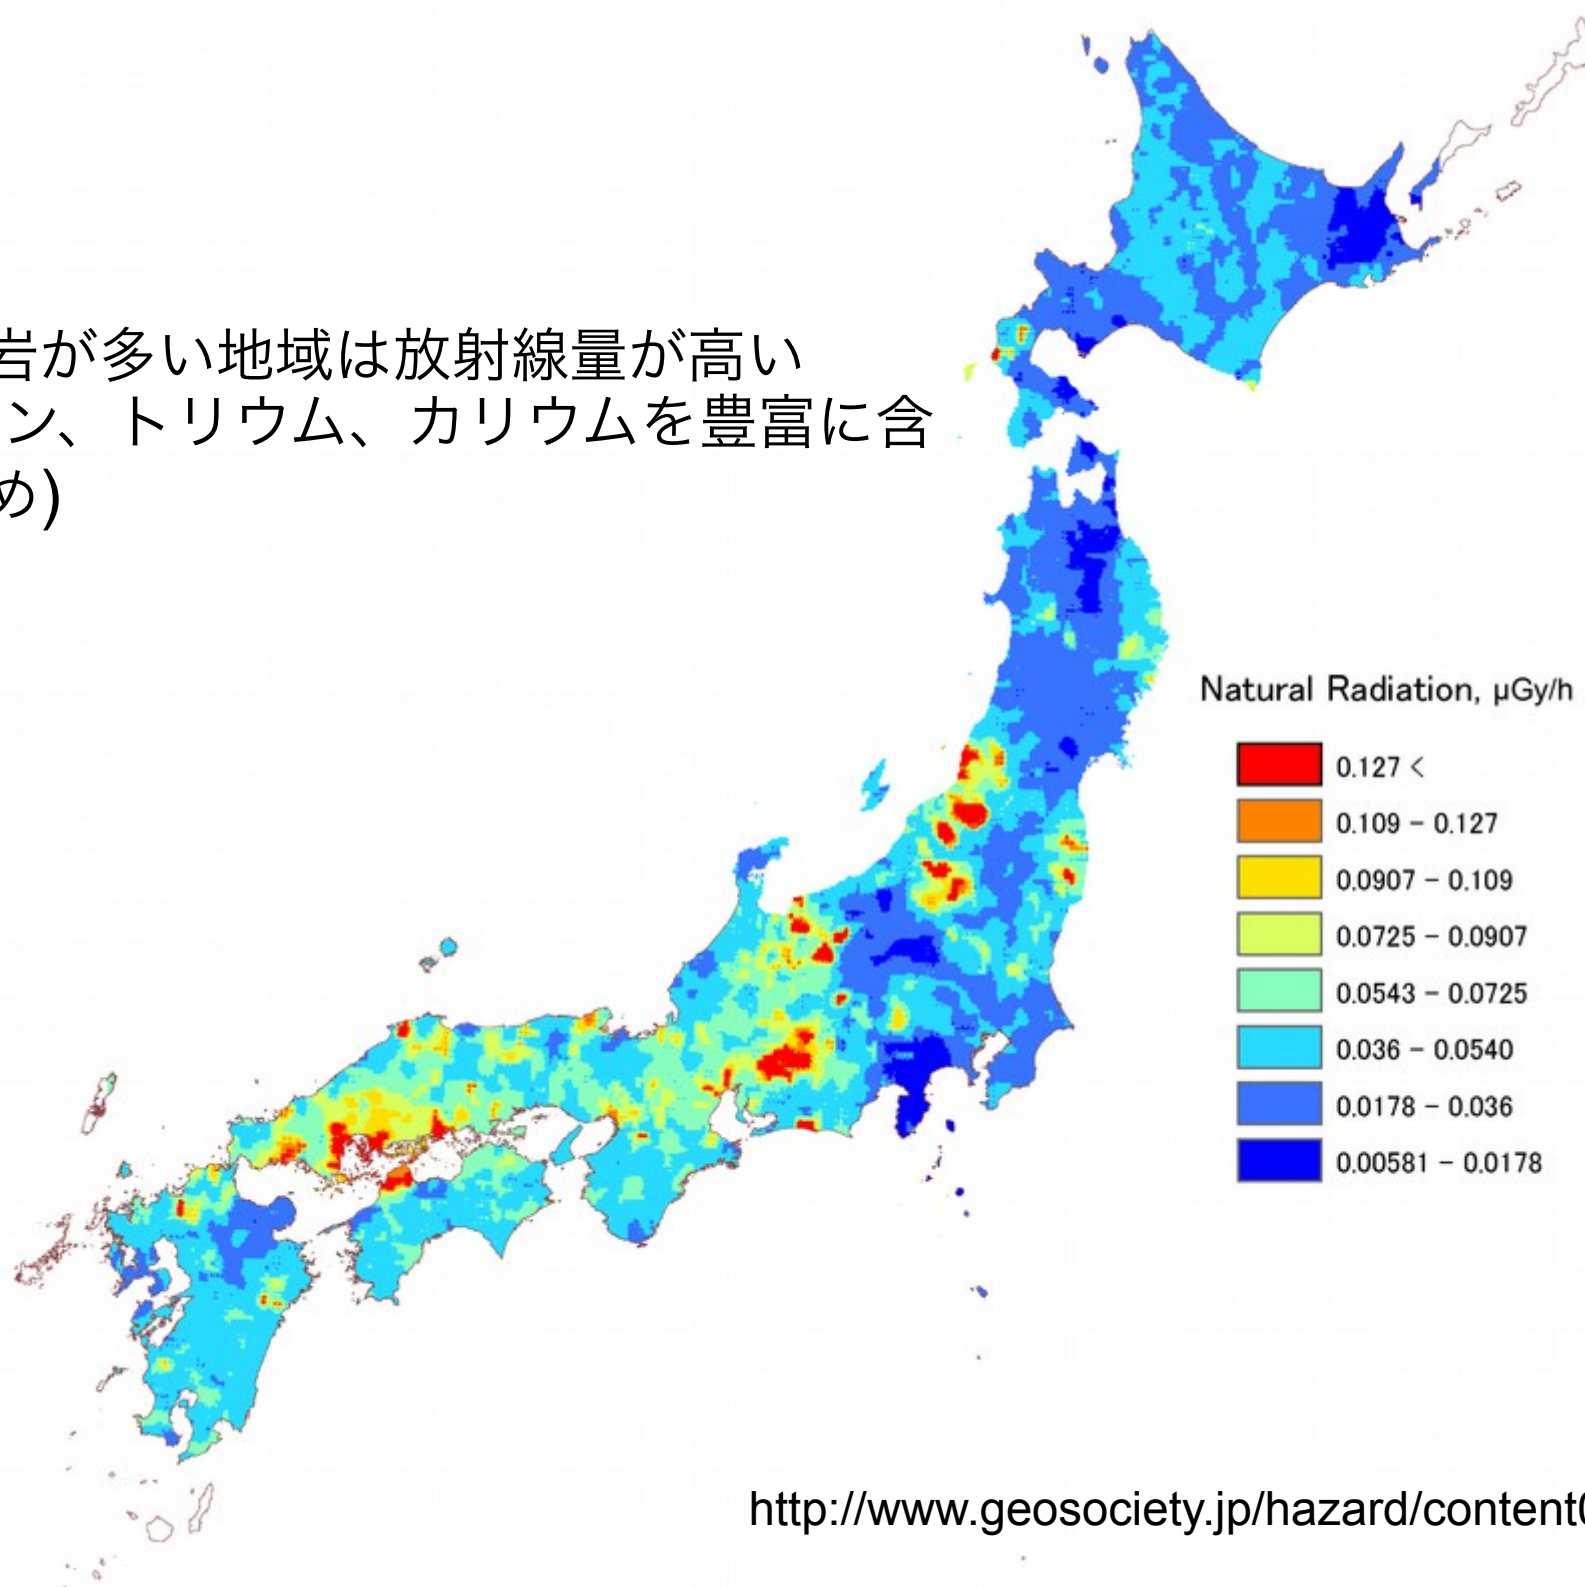 岩が多い地域は放射線量が高い
ン、トリウム、カリウムを豊富に含
め)
Natural Radiation, μGy/h
0.127 <
0.109 – 0.127
0.0907 – 0.109
0.0725 – 0.0907
0.0543 – 0.0725
0.036 – 0.0540
0.0178 – 0.036
0.00581 – 0.0178
http://www.geosociety.jp/hazard/content0